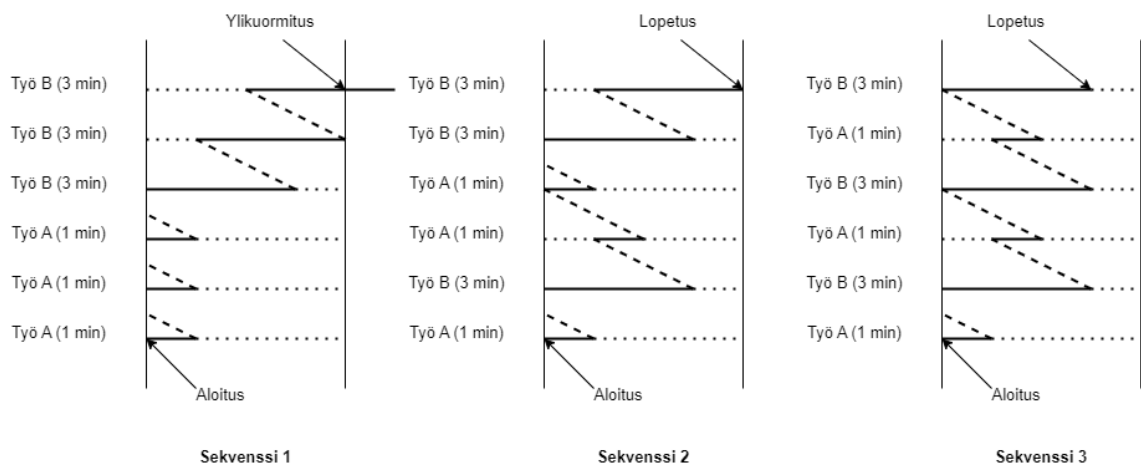 Ylikuormitus
Työ B (3 min)
Työ B (3 min)
Työ B (3 min)
Työ A (1 min)
Työ A (1 min)
Työ A (1 min)
Aloitus
Sekvenssi 1
Lopetus
Työ B (3 min)
Työ B (3 min)
Työ A (1 min)
Työ A (1 min)
Työ B (3 min)
Työ A (1 min)
Aloitus
Sekvenssi 2
Lopetus
Työ B (3 min)
Työ A (1 min)
Työ B (3 min)
Työ A (1 min)
Työ B (3 min)
Työ A (1 min)
Aloitus
Sekvenssi 3